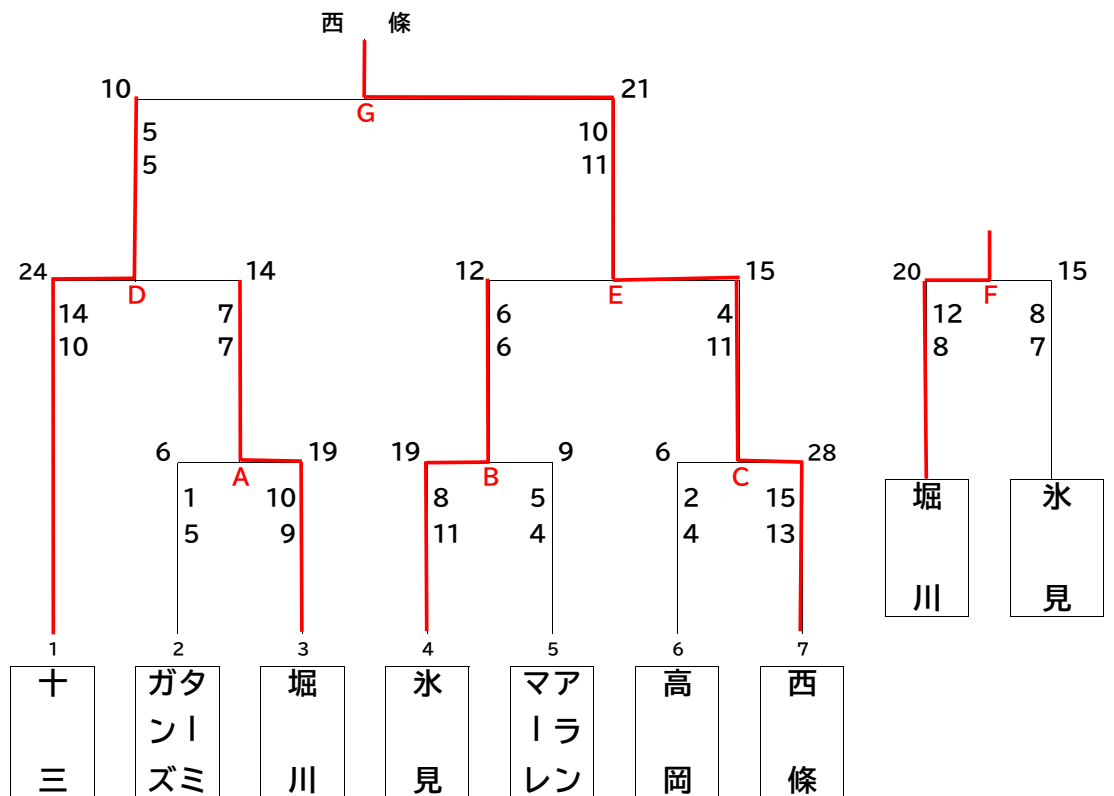 西 條
10 21
G
5 10
5 11
24 14 12 15 20 15
D E F
14 7 6 4 12 8
10 7 6 11 8 7
6 19 19 9 6 28
A B C
1 10 8 5 2 15
5 9 11 4 4 13
堀川 氷見
1 2 3 4 5 6 7
十三
ターミ
ガンズ
堀川
氷見
アラン
マーレ
高岡
西條